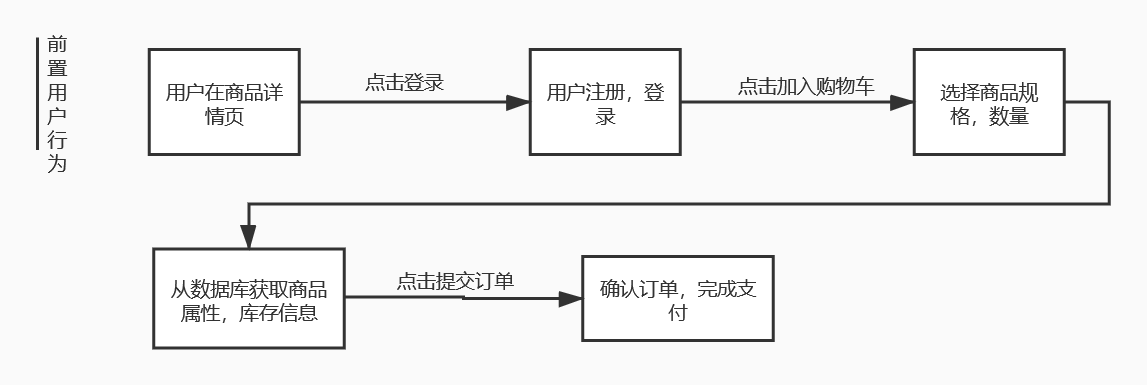 前
置
用
户
行
为
用户在商品详
情页
点击登录
用户注册，登
录
点击加入购物车
选择商品规
格，数量
从数据库获取商品
属性，库存信息
点击提交订单
确认订单，完成支
付